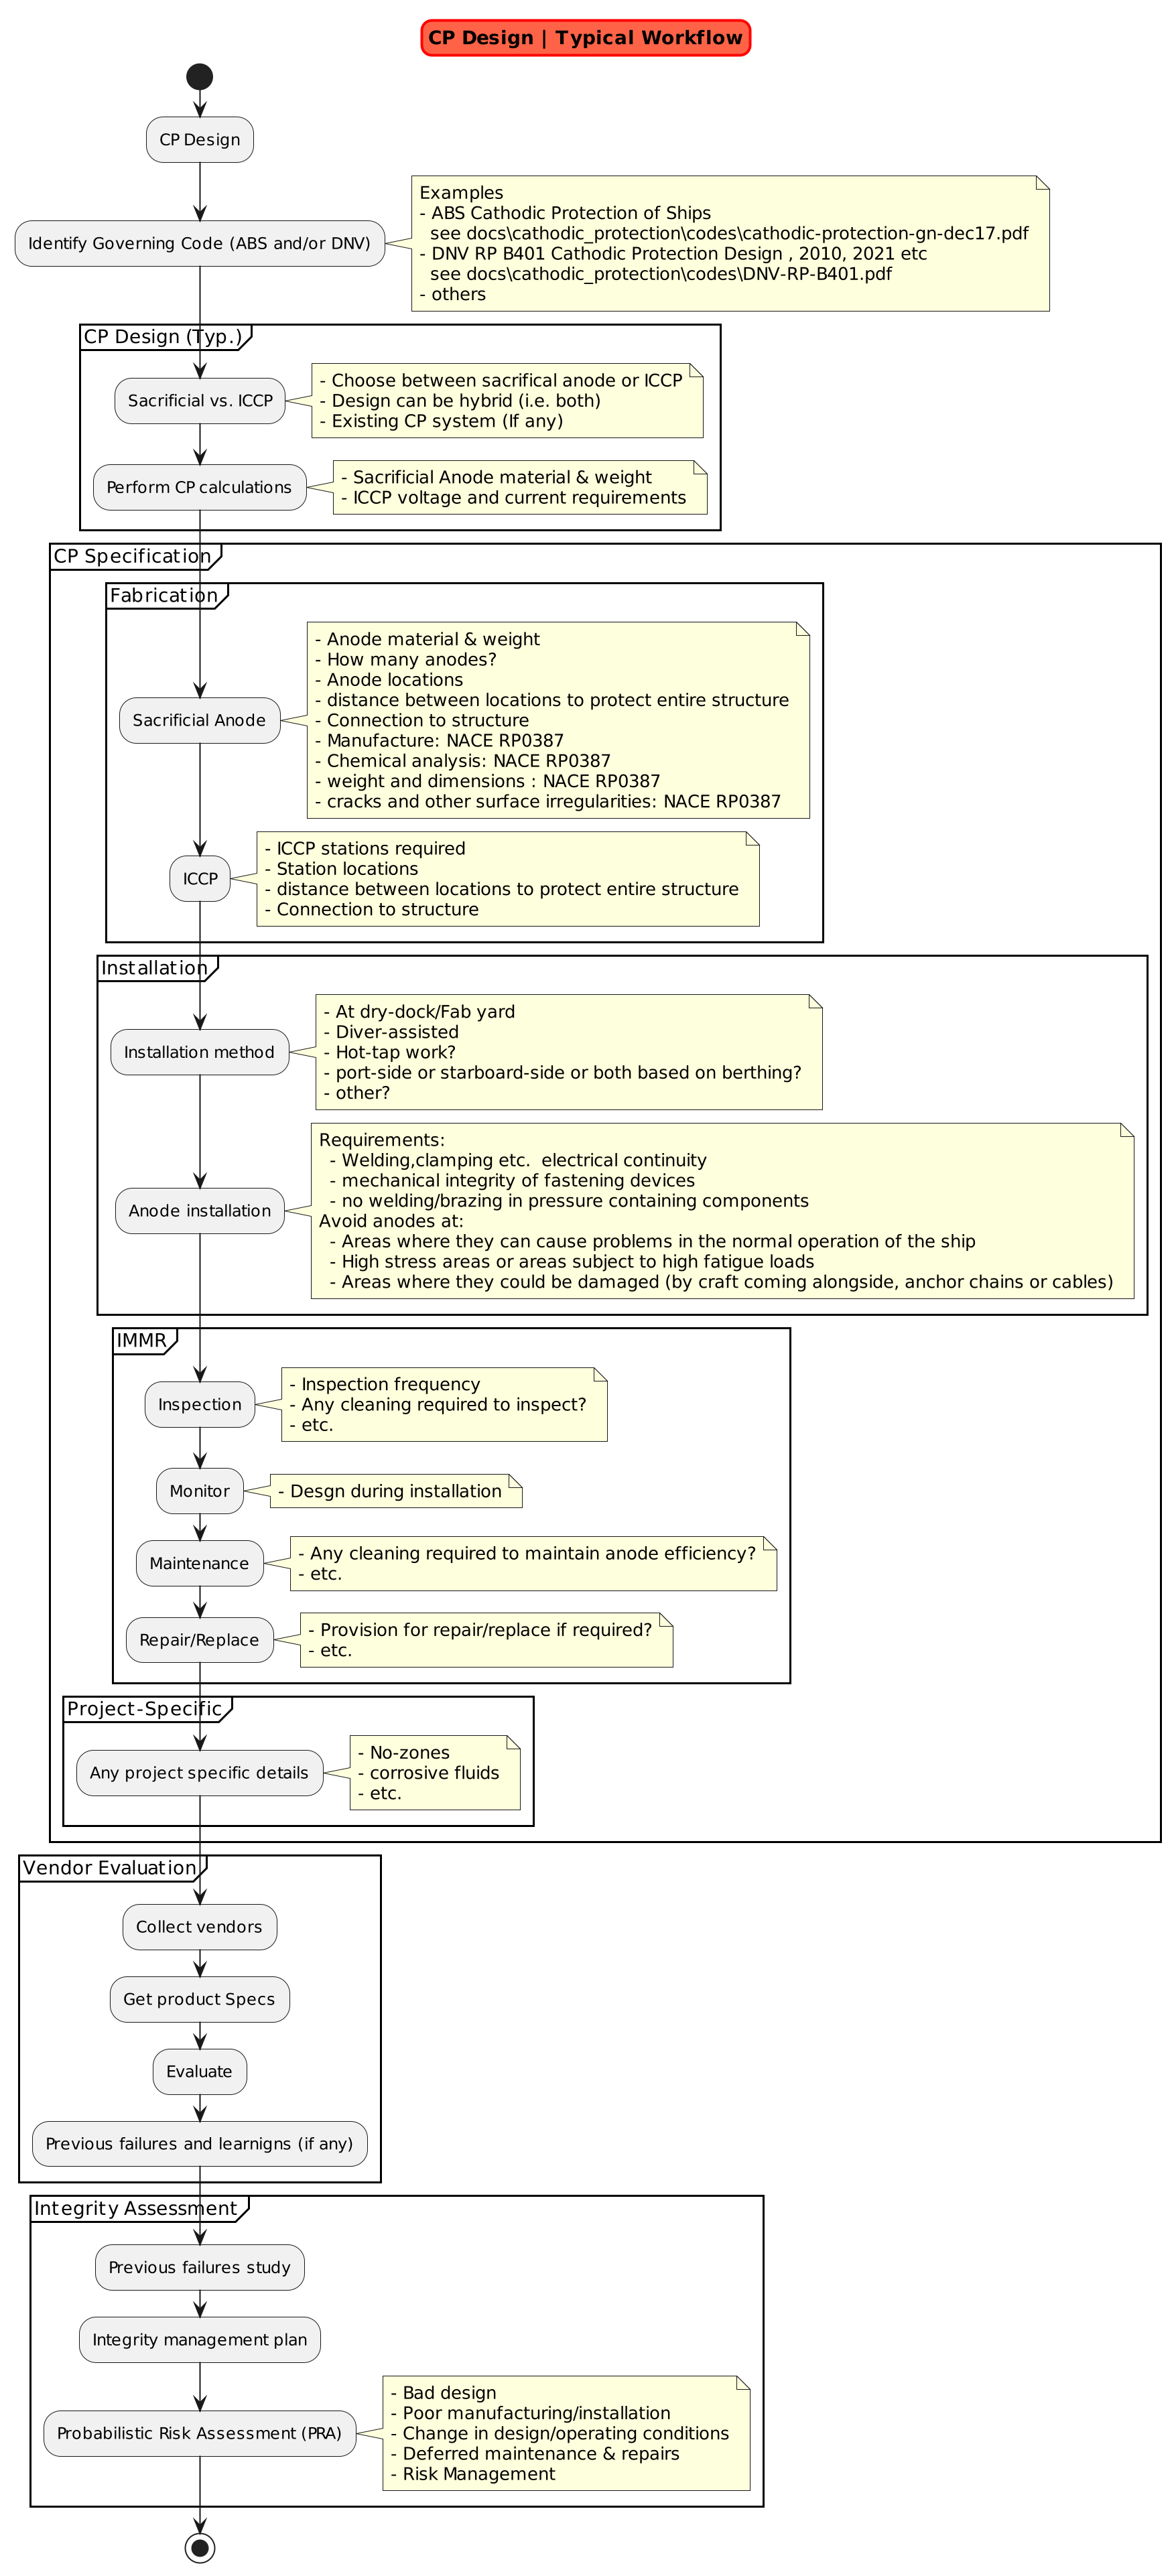 CP Design | Typical Workflow
CP Design
Identify Governing Code (ABS and/or DNV)
Examples
- ABS Cathodic Protection of Ships
see docs\cathodic_protection\codes\cathodic-protection-gn-dec17.pdf
- DNV RP B401 Cathodic Protection Design , 2010, 2021 etc
see docs\cathodic_protection\codes\DNV-RP-B401.pdf
- others
CP Design (Typ.)
Sacrificial vs. ICCP
- Choose between sacrifical anode or ICCP
- Design can be hybrid (i.e. both)
- Existing CP system (If any)
Perform CP calculations
- Sacrificial Anode material & weight
- ICCP voltage and current requirements
CP Specification
Fabrication
Sacrificial Anode
- Anode material & weight
- How many anodes?
- Anode locations
- distance between locations to protect entire structure
- Connection to structure
- Manufacture: NACE RP0387
- Chemical analysis: NACE RP0387
- weight and dimensions : NACE RP0387
- cracks and other surface irregularities: NACE RP0387
ICCP
- ICCP stations required
- Station locations
- distance between locations to protect entire structure
- Connection to structure
Installation
Installation method
- At dry-dock/Fab yard
- Diver-assisted
- Hot-tap work?
- port-side or starboard-side or both based on berthing?
- other?
Anode installation
Requirements:
- Welding,clamping etc.  electrical continuity
- mechanical integrity of fastening devices
- no welding/brazing in pressure containing components
Avoid anodes at:
- Areas where they can cause problems in the normal operation of the ship
- High stress areas or areas subject to high fatigue loads
- Areas where they could be damaged (by craft coming alongside, anchor chains or cables)
IMMR
Inspection
- Inspection frequency
- Any cleaning required to inspect?
- etc.
Monitor
- Desgn during installation
Maintenance
- Any cleaning required to maintain anode efficiency?
- etc.
Repair/Replace
- Provision for repair/replace if required?
- etc.
Project-Specific
Any project specific details
- No-zones
- corrosive fluids
- etc.
Vendor Evaluation
Collect vendors
Get product Specs
Evaluate
Previous failures and learnigns (if any)
Integrity Assessment
Previous failures study
Integrity management plan
Probabilistic Risk Assessment (PRA)
- Bad design
- Poor manufacturing/installation
- Change in design/operating conditions
- Deferred maintenance & repairs
- Risk Management